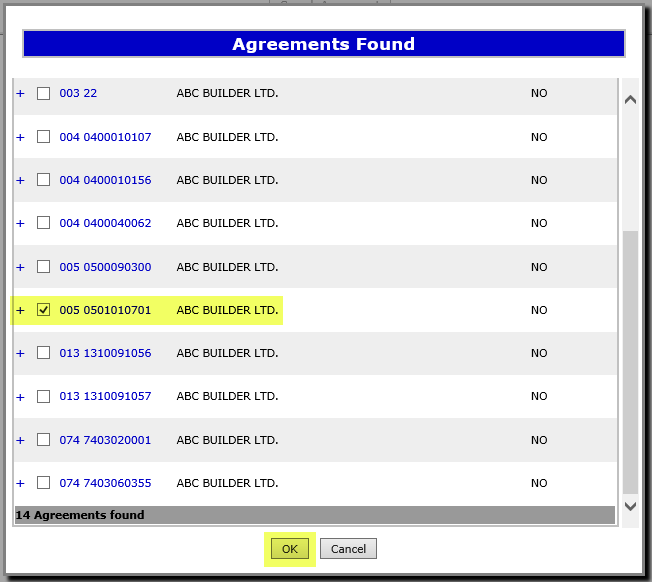 Agreements Found
+ 003 22 ABC BUILDER LTD. NO
+ 004 0400010107 ABC BUILDER LTD. NO
+ 004 0400010156 ABC BUILDER LTD. NO
+ 004 0400040062 ABC BUILDER LTD. NO
+ 005 0500090300 ABC BUILDER LTD. NO
+ 005 0501010701 ABC BUILDER LTD. NO
+ 013 1310091056 ABC BUILDER LTD. NO
+ 013 1310091057 ABC BUILDER LTD. NO
+ 074 7403020001 ABC BUILDER LTD. NO
+ 074 7403060355 ABC BUILDER LTD. NO
14 Agreements found
OK Cancel